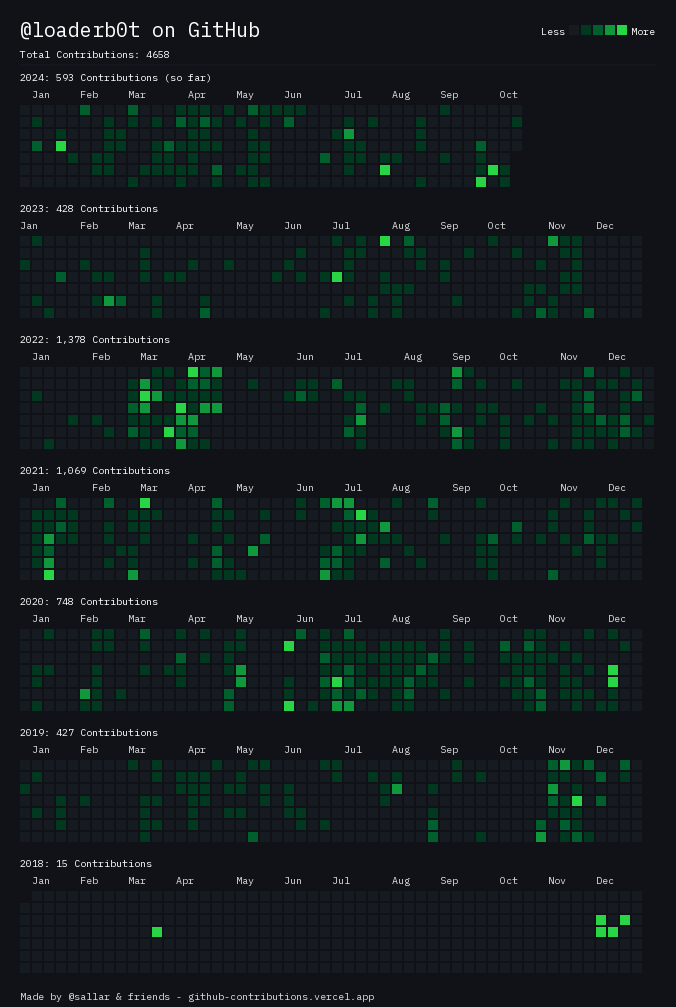 @loaderb0t on GitHub
Less More
Total Contributions: 4658
2024: 593 Contributions (so far)
Jan Feb Mar Apr May Jun Jul Aug Sep Oct
2023: 428 Contributions
Jan Feb Mar Apr May Jun Jul Aug Sep Oct Nov Dec
2022: 1,378 Contributions
Jan Feb Mar Apr May Jun Jul Aug Sep Oct Nov Dec
2021: 1,069 Contributions
Jan Feb Mar Apr May Jun Jul Aug Sep Oct Nov Dec
2020: 748 Contributions
Jan Feb Mar Apr May Jun Jul Aug Sep Oct Nov Dec
2019: 427 Contributions
Jan Feb Mar Apr May Jun Jul Aug Sep Oct Nov Dec
2018: 15 Contributions
Jan Feb Mar Apr May Jun Jul Aug Sep Oct Nov Dec
Made by @sallar & friends - github-contributions.vercel.app